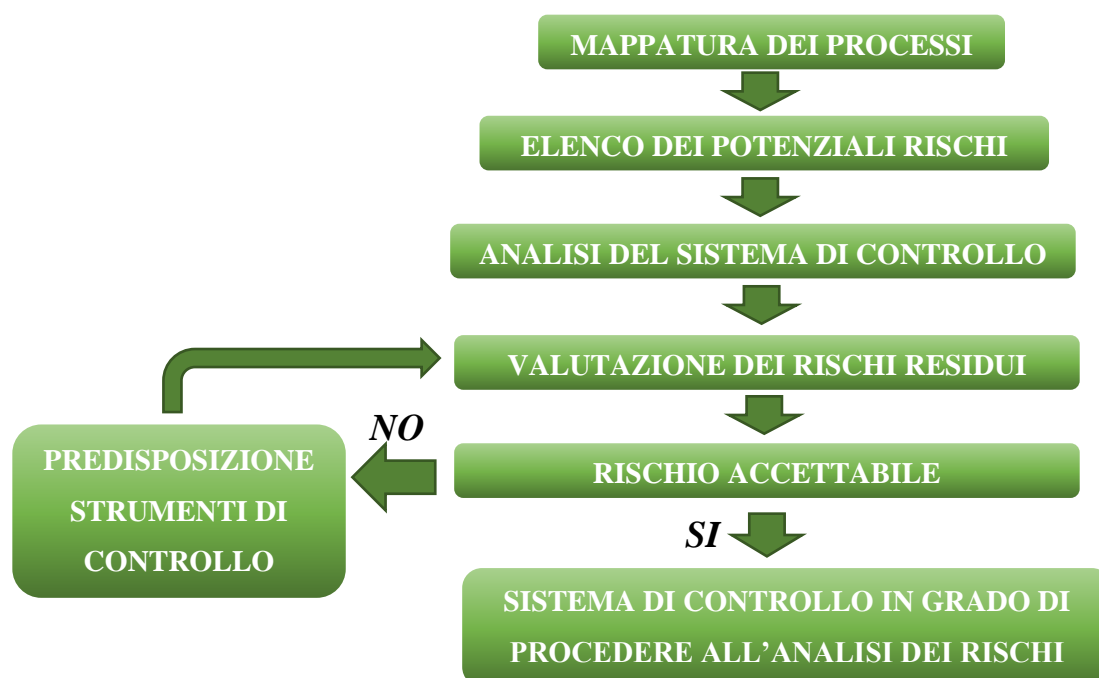 MAPPATURA DEI PROCESSI
ELENCO DEI POTENZIALI RISCHI
ANALISI DEL SISTEMA DI CONTROLLO
VALUTAZIONE DEI RISCHI RESIDUI
NO
PREDISPOSIZIONE
STRUMENTI DI
CONTROLLO
RISCHIO ACCETTABILE
SI
SISTEMA DI CONTROLLO IN GRADO DI
PROCEDERE ALL’ANALISI DEI RISCHI